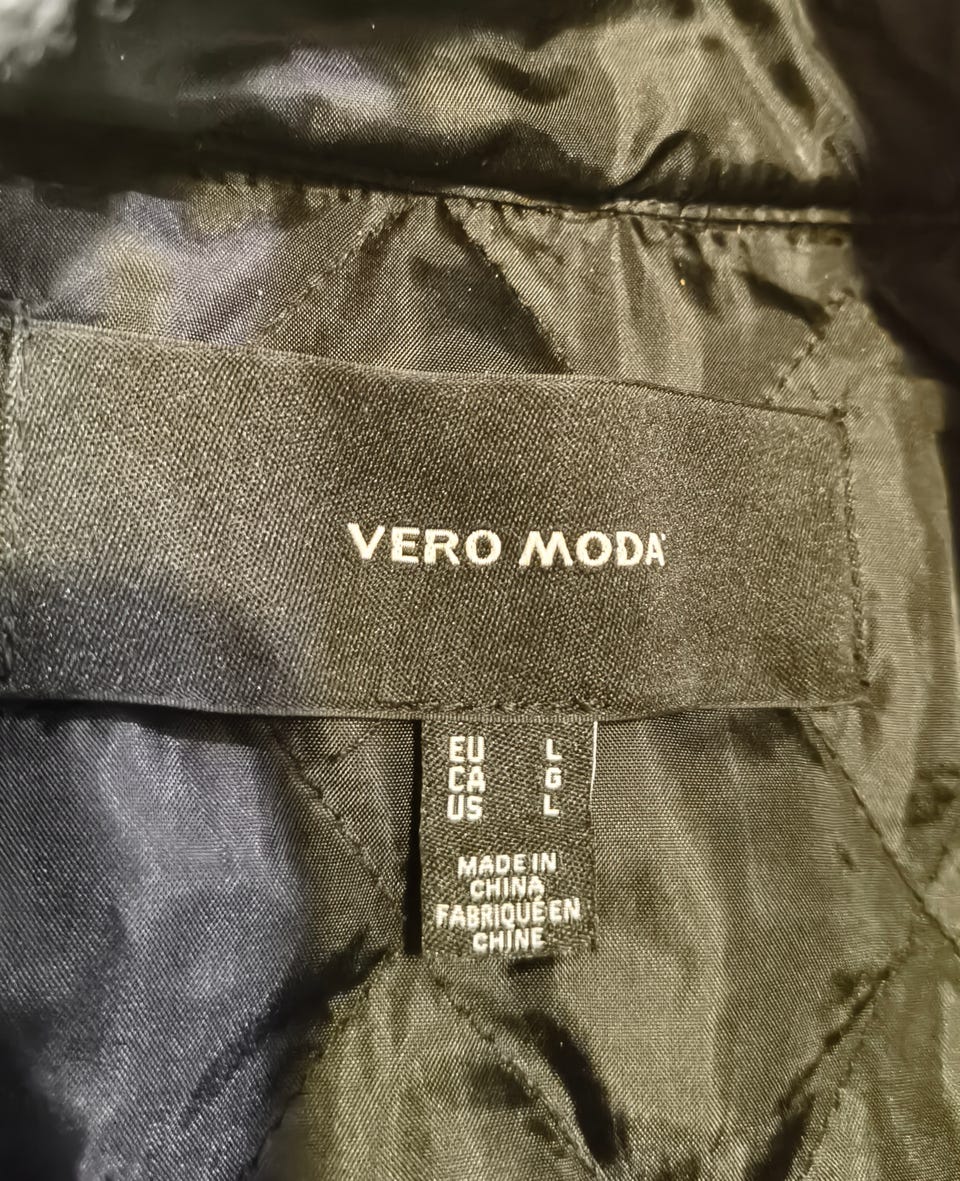 VERO MODA
EU L
CA G
US L
MADE IN
CHINA
FABRIQUÉ EN
CHINE